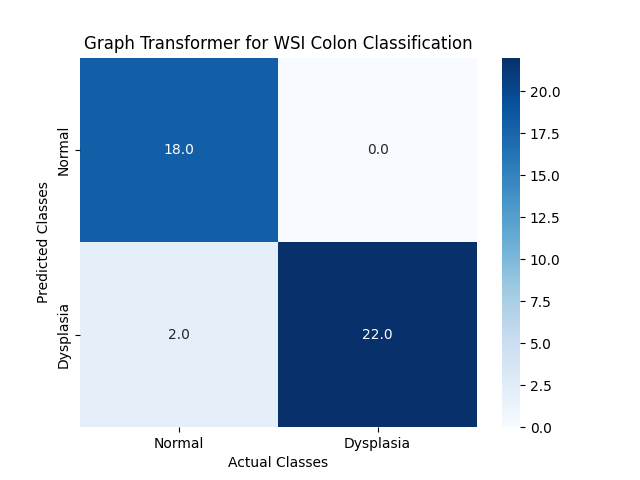 Graph Transformer for WSI Colon Classification
Predicted Classes
Normal
Dysplasia
18.0
0.0
2.0
22.0
Normal
Dysplasia
Actual Classes
20.0
17.5
15.0
12.5
10.0
7.5
5.0
2.5
0.0